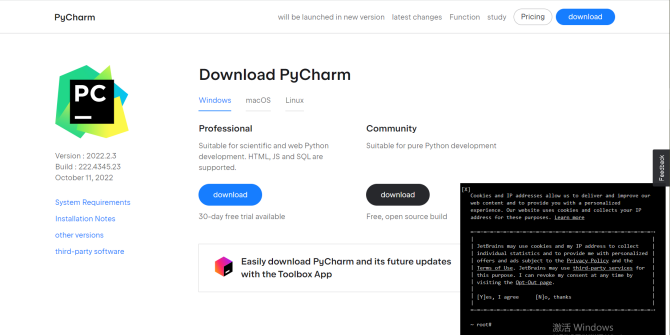 PyCharm
will be launched in new version latest changes Function study Pricing download
PC
Version : 2022.2.3
Build : 222.4345.23
October 11, 2022
System Requirements
Installation Notes
other versions
third-party software
Download PyCharm
Windows macOS Linux
Professional
Suitable for scientific and web Python
development. HTML, JS and SQL are
supported.
download
30-day free trial available
Community
Suitable for pure Python development
download
Free, open source build
Easily download PyCharm and its future updates
with the Toolbox App
Feedback
[X]
Cookies and IP addresses allow us to deliver and improve our
web content and to provide you with a personalized
experience. Our website uses cookies and collects your IP
address for these purposes. Learn more
JetBrains may use cookies and my IP address to collect
individual statistics and to provide me with personalized
offers and ads subject to the Privacy Policy and the
Terms of Use. JetBrains may use third-party services for
this purpose. I can revoke my consent at any time by
visiting the Opt-Out page.
[Y]es, I agree [N]o, thanks
~ root#
激活 Windows